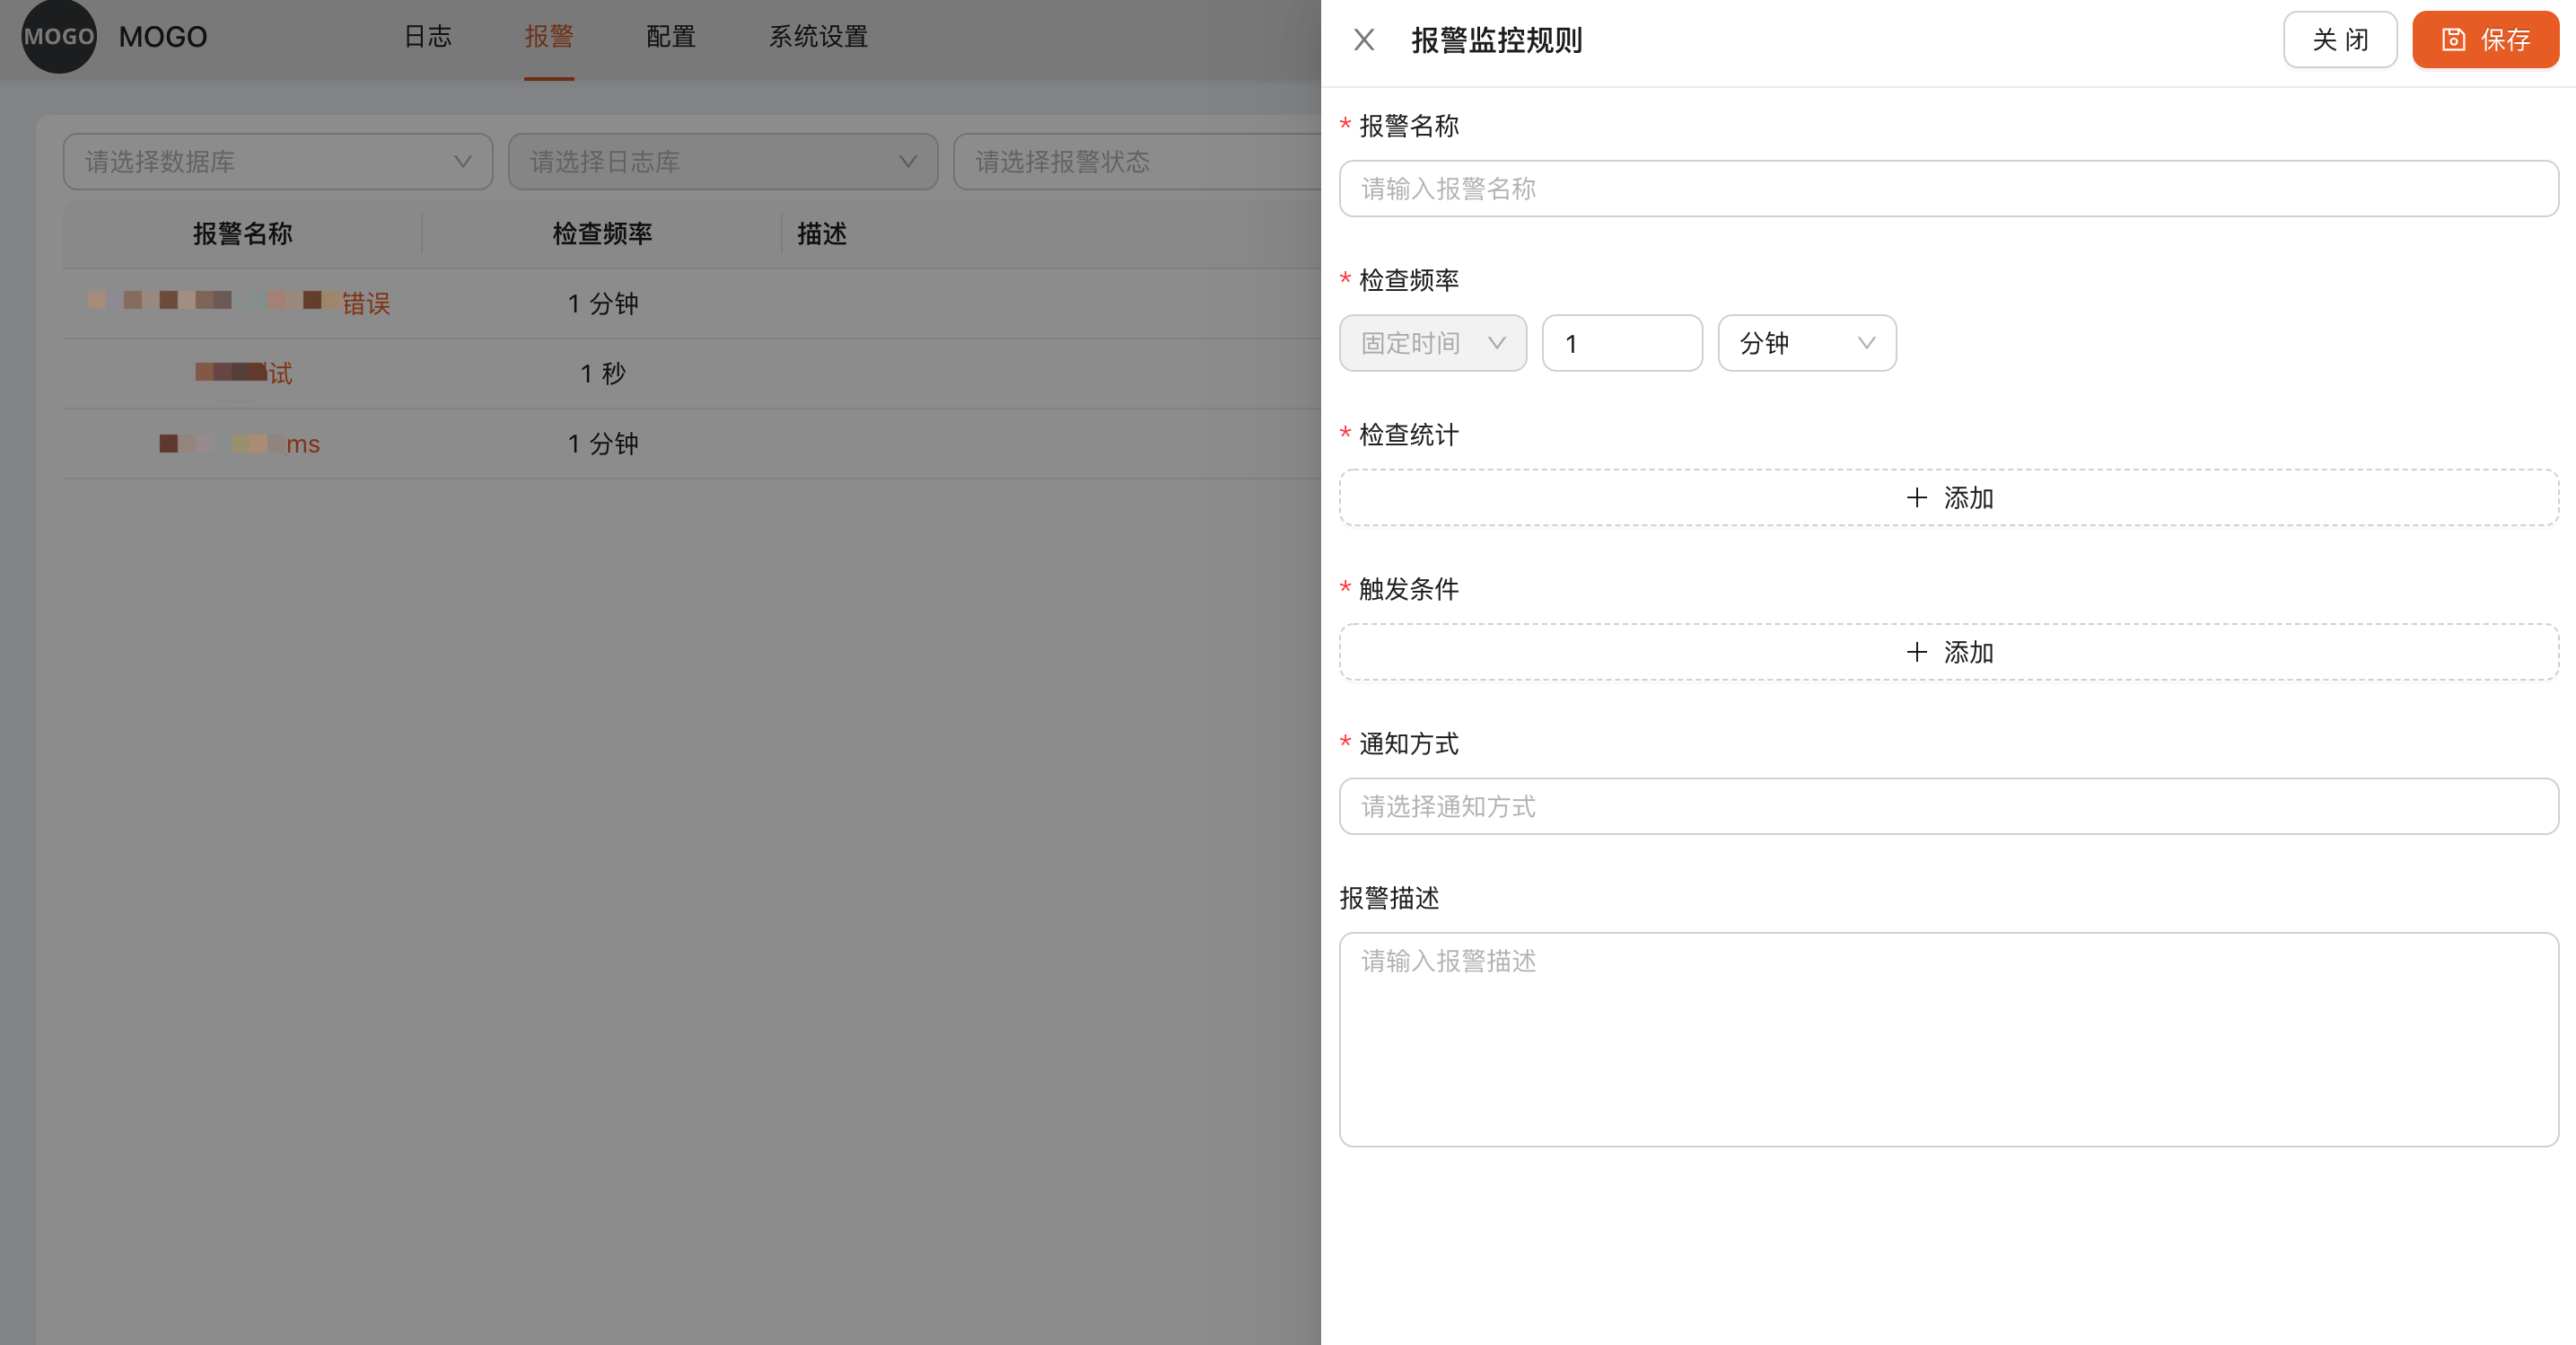 MOGO MOGO 日志 报警 配置 系统设置
请选择数据库 请选择日志库 请选择报警状态
报警名称 检查频率 描述
错误 1 分钟
试 1 秒
ms 1 分钟
报警监控规则 关 闭 保存
* 报警名称
请输入报警名称
* 检查频率
固定时间 1 分钟
* 检查统计
+ 添加
* 触发条件
+ 添加
* 通知方式
请选择通知方式
报警描述
请输入报警描述